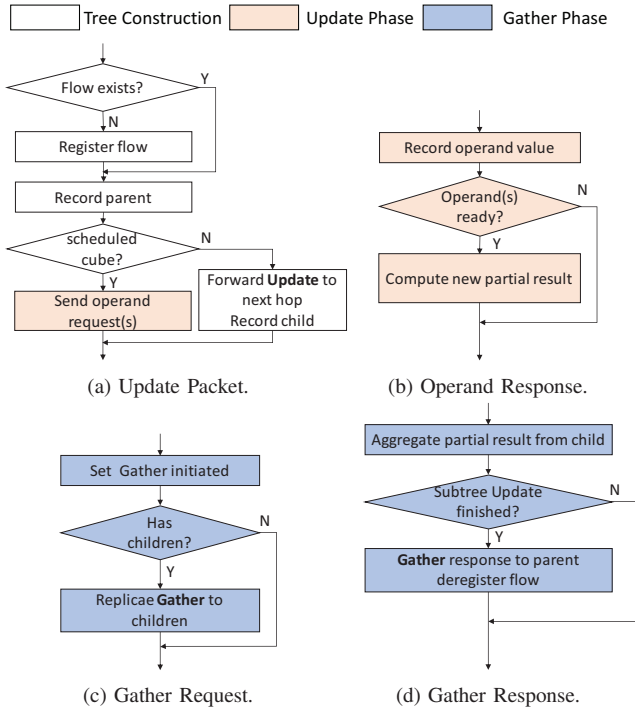 Tree Construction
Update Phase
Gather Phase
Flow exists?
Y
N
Register flow
Record parent
scheduled
cube?
N
Y
Send operand
request(s)
Forward Update to
next hop
Record child
(a) Update Packet.
Record operand value
Operand(s)
ready?
N
Y
Compute new partial result
(b) Operand Response.
Set Gather initiated
Has
children?
N
Y
Replicae Gather to
children
(c) Gather Request.
Aggregate partial result from child
Subtree Update
finished?
N
Y
Gather response to parent
deregister flow
(d) Gather Response.